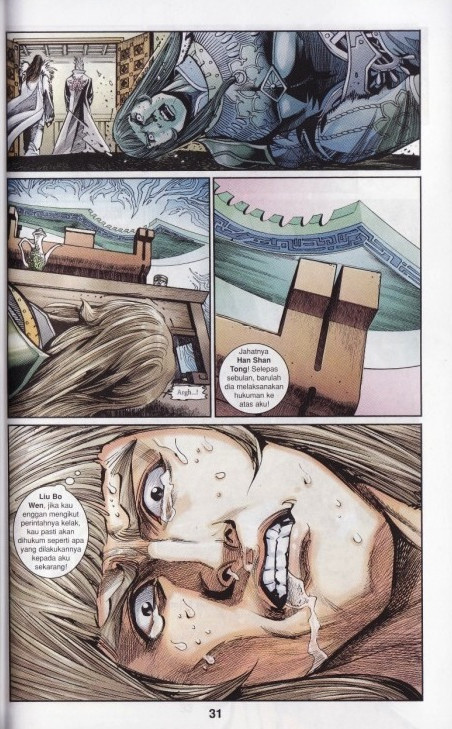 Argh...!
Jahatnya
Han Shan
Tong! Selepas
sebulan, barulah
dia melaksanakan
hukuman ke
atas aku!
Liu Bo
Wen, jika kau
enggan mengikut
perintahnya kelak,
kau pasti akan
dihukum seperti apa
yang dilakukannya
kepada aku
sekarang!
31